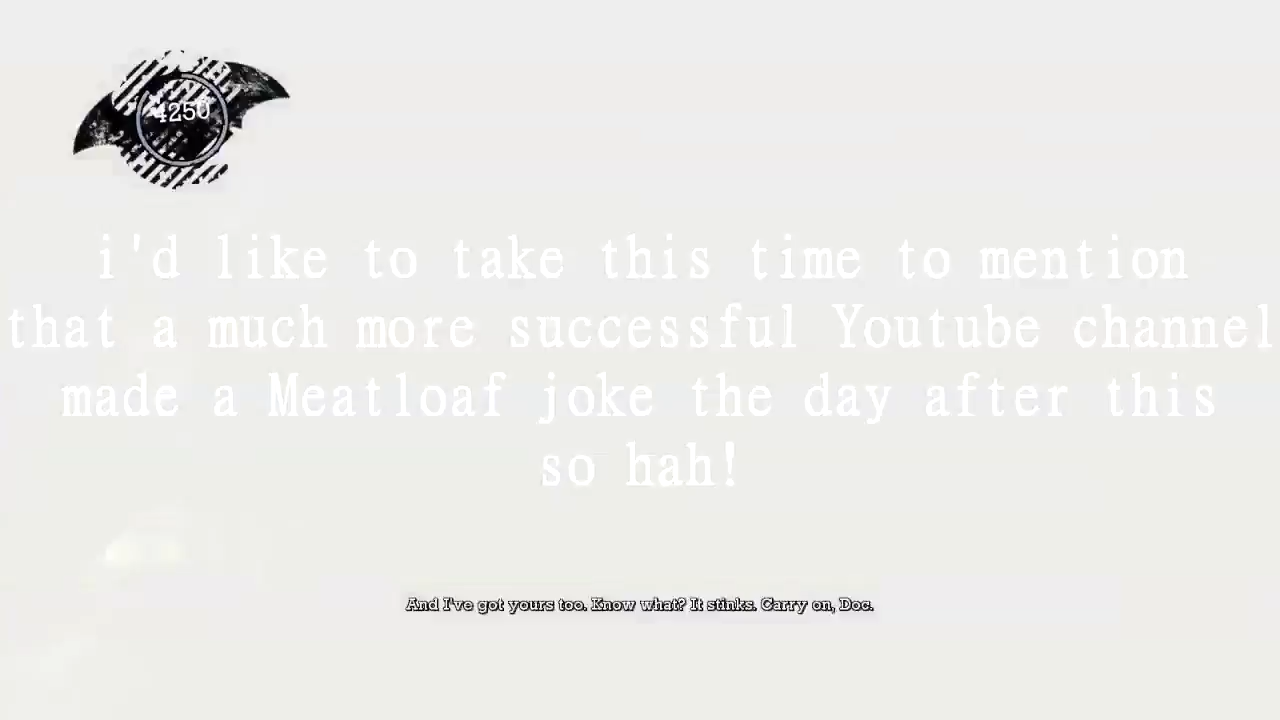 4250
i'd like to take this time to mention
that a much more successful Youtube channel
made a Meatloaf joke the day after this
so hah!
And I've got yours too. Know what? It stinks. Carry on, Doc.